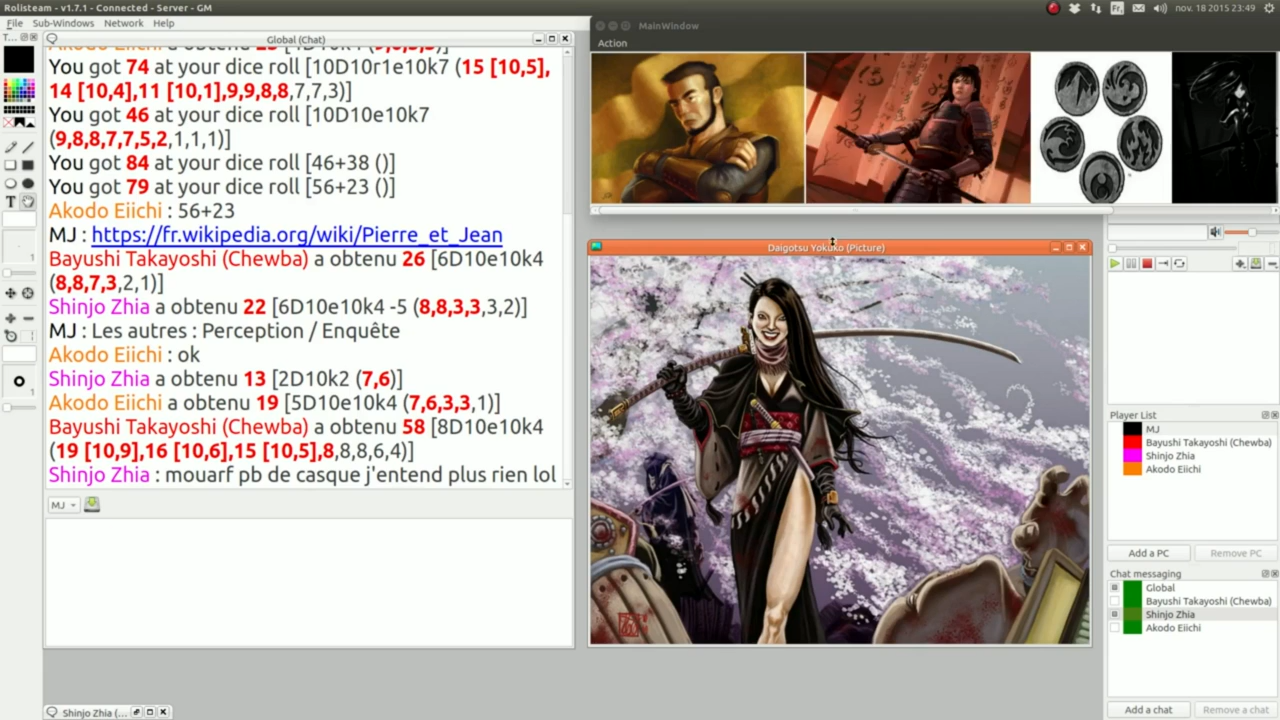 Rolisteam - v1.7.1 - Connected - Server - GM
Fr
nov. 18 2015 23:49
File Sub-Windows Network Help
T...
Global (Chat)
You got 74 at your dice roll [10D10r1e10k7 (15 [10,5],
14 [10,4],11 [10,1],9,9,8,8,7,7,3)]
You got 46 at your dice roll [10D10e10k7
(9,8,8,7,7,5,2,1,1,1)]
You got 84 at your dice roll [46+38 ()]
You got 79 at your dice roll [56+23 ()]
Akodo Eiichi : 56+23
MJ : https://fr.wikipedia.org/wiki/Pierre_et_Jean
Bayushi Takayoshi (Chewba) a obtenu 26 [6D10e10k4
(8,8,7,3,2,1)]
Shinjo Zhia a obtenu 22 [6D10e10k4 -5 (8,8,3,3,3,2)]
MJ : Les autres : Perception / Enquête
Akodo Eiichi : ok
Shinjo Zhia a obtenu 13 [2D10k2 (7,6)]
Akodo Eiichi a obtenu 19 [5D10e10k4 (7,6,3,3,1)]
Bayushi Takayoshi (Chewba) a obtenu 58 [8D10e10k4
(19 [10,9],16 [10,6],15 [10,5],8,8,8,6,4)]
Shinjo Zhia : mouarf pb de casque j'entend plus rien lol
MJ
Shinjo Zhia (...
T
1
1
MainWindow
Action
Daigotsu Yokuko (Picture)
Player List
MJ
Bayushi Takayoshi (Chewba)
Shinjo Zhia
Akodo Eiichi
Add a PC Remove PC
Chat messaging
Global
Bayushi Takayoshi (Chewba)
Shinjo Zhia
Akodo Eiichi
Add a chat Remove a chat